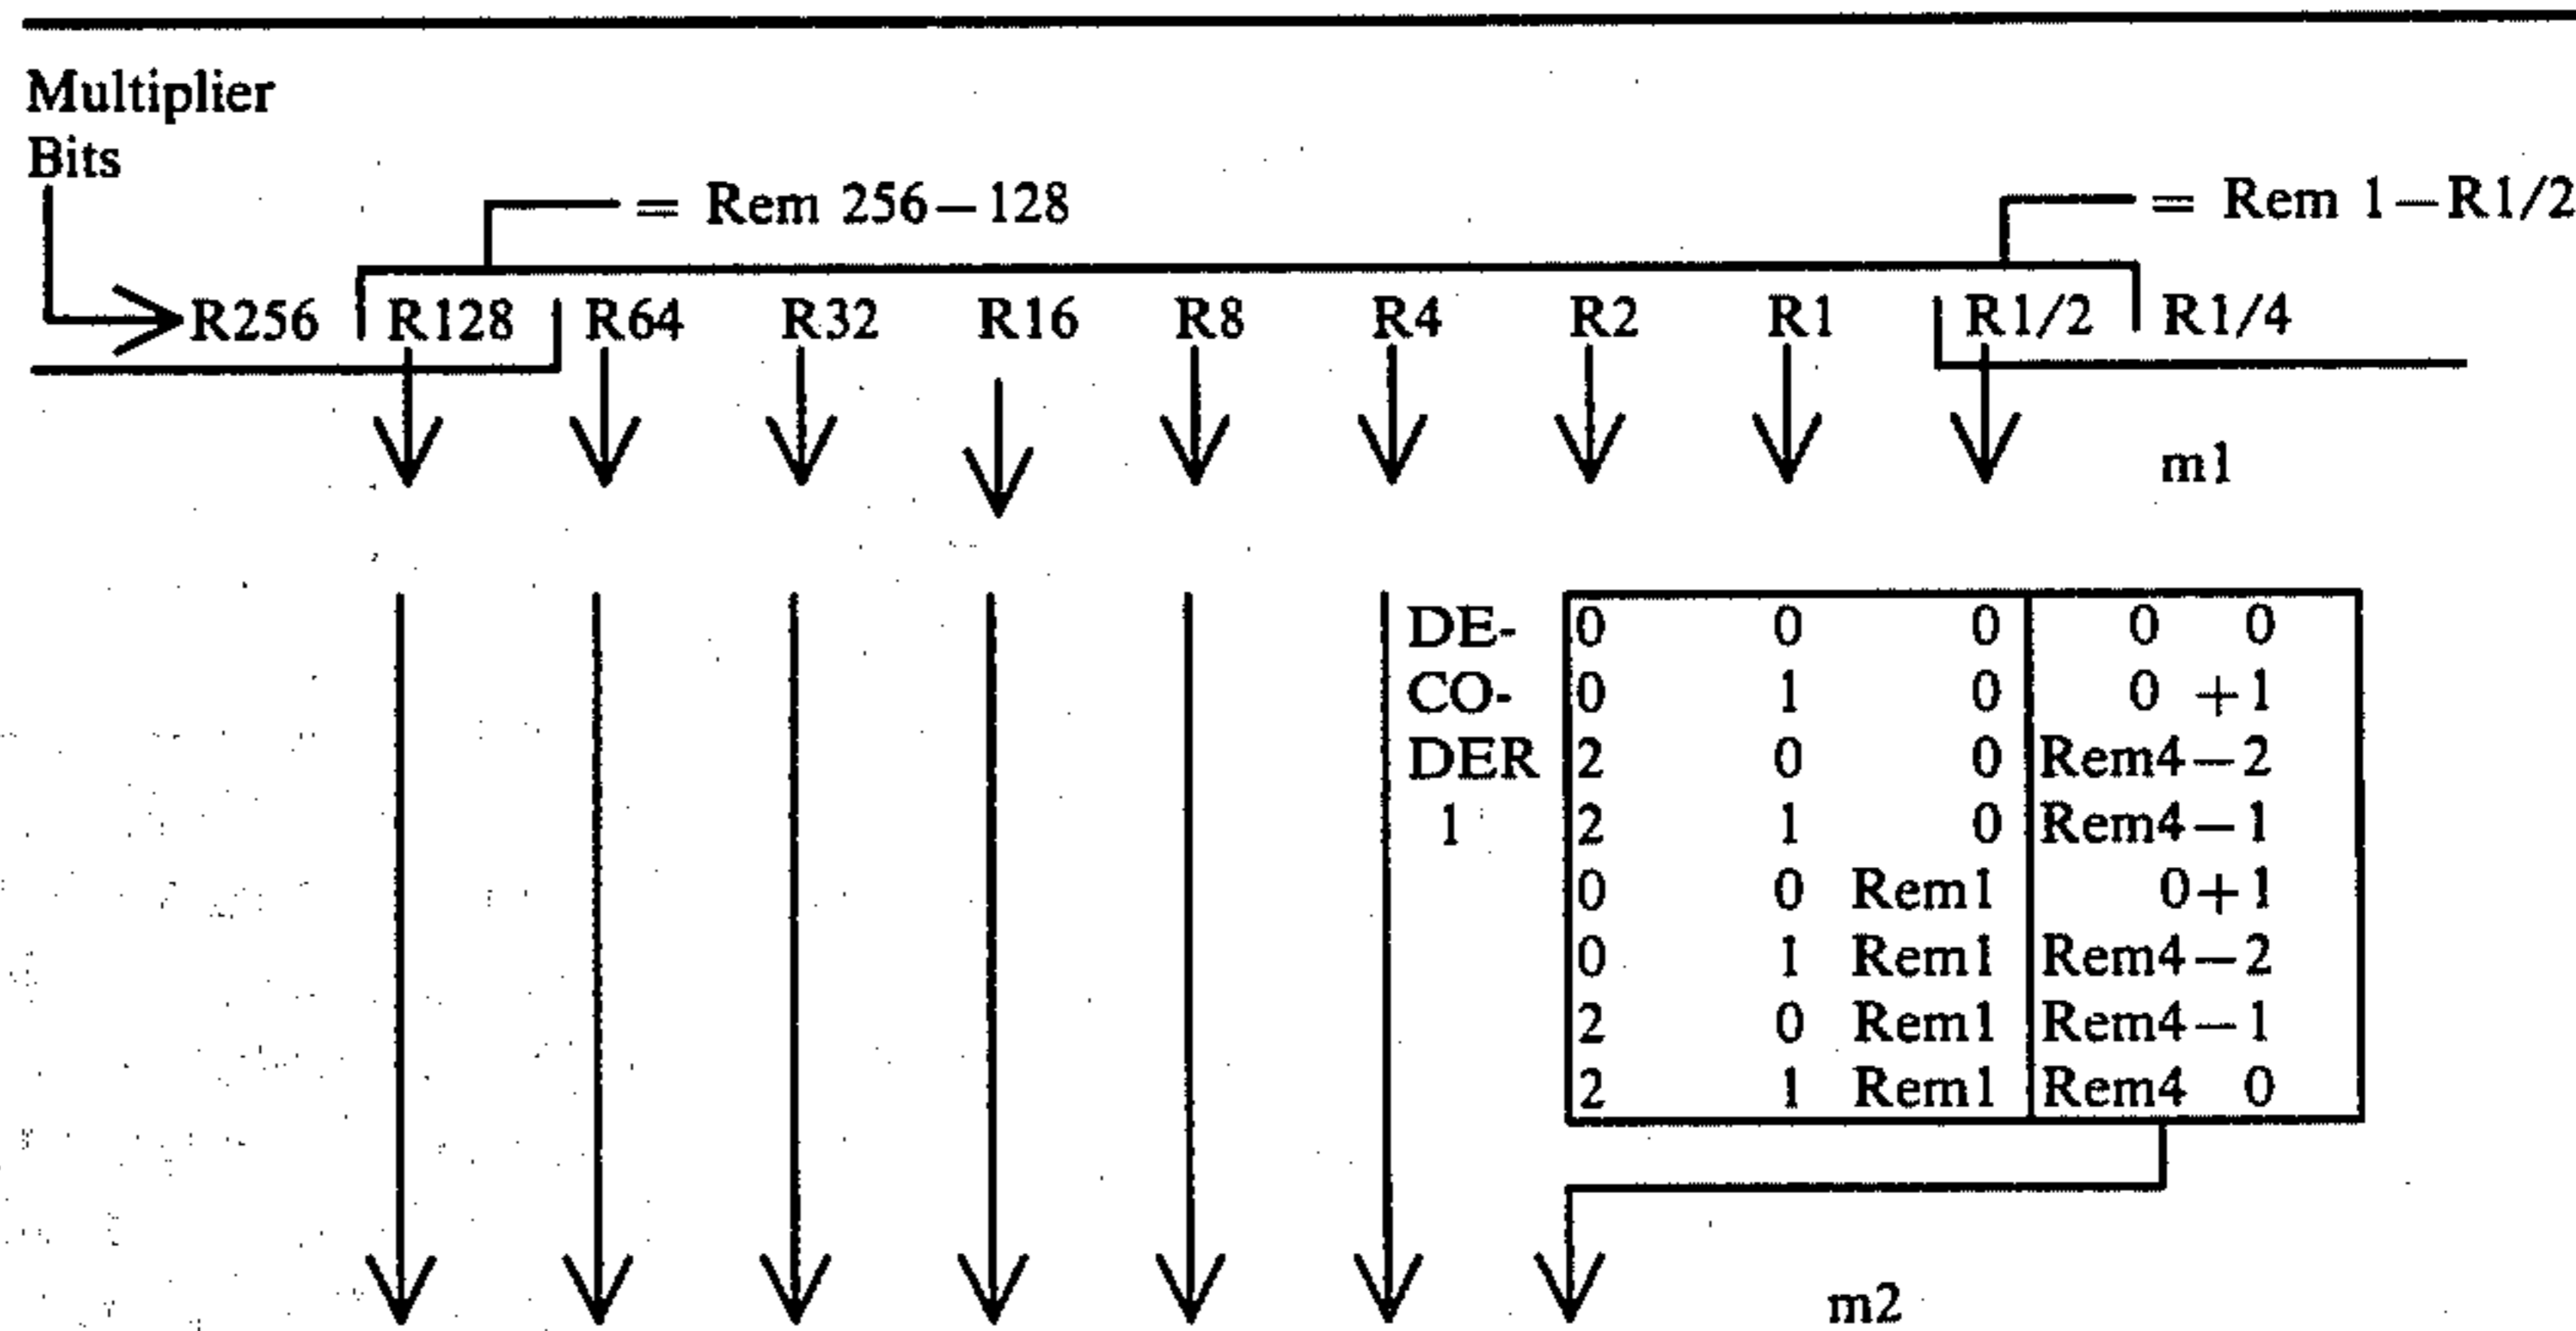 Multiplier
Bits
= Rem 256−128
= Rem 1−R1/2
R256 R128 R64 R32 R16 R8 R4 R2 R1 R1/2 R1/4
m1
DE- 0 0 0 0 0
CO- 0 1 0 0 +1
DER 2 0 0 Rem4−2
1 2 1 0 Rem4−1
0 0 Rem1 0+1
0 1 Rem1 Rem4−2
2 0 Rem1 Rem4−1
2 1 Rem1 Rem4 0
m2